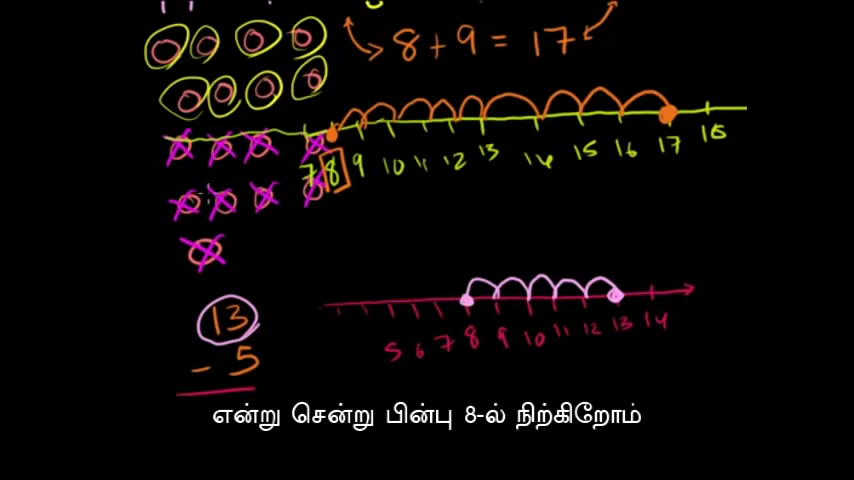 8 + 9 = 17
7 8 9 10 11 12 13 14 15 16 17 18
5 6 7 8 9 10 11 12 13 14
13
- 5
என்று சென்று பின்பு 8-ல் நிற்கிறோம்